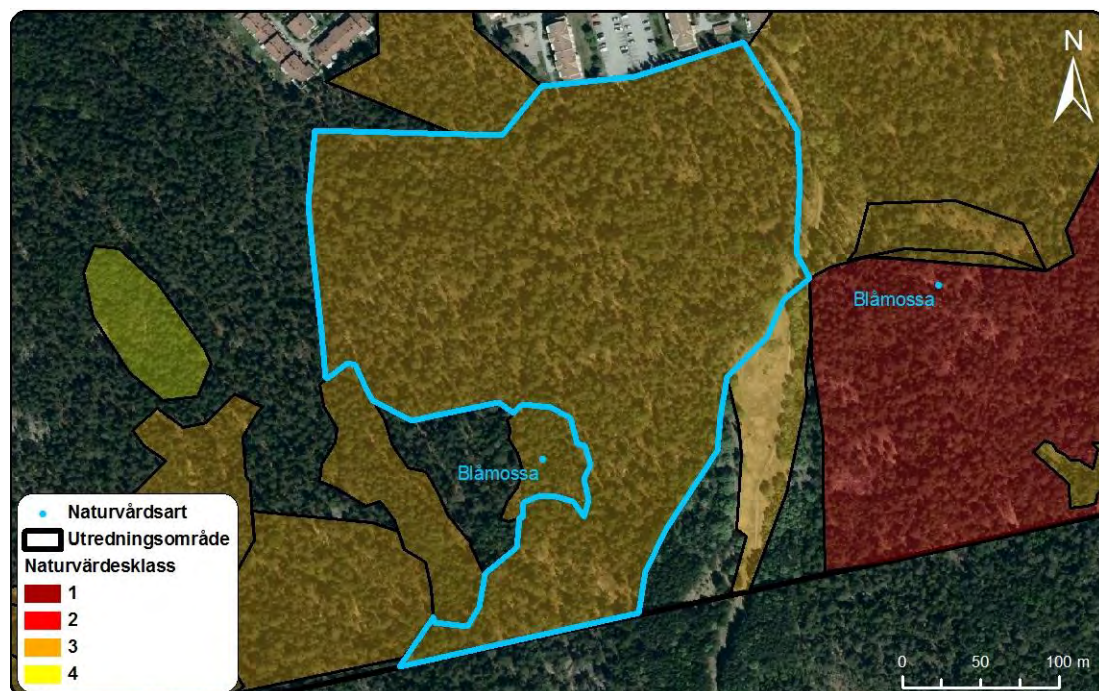 N
Blåmossa
Blåmossa
Naturvårdsart
Utredningsområde
Naturvärdesklass
1
2
3
4
0 50 100 m